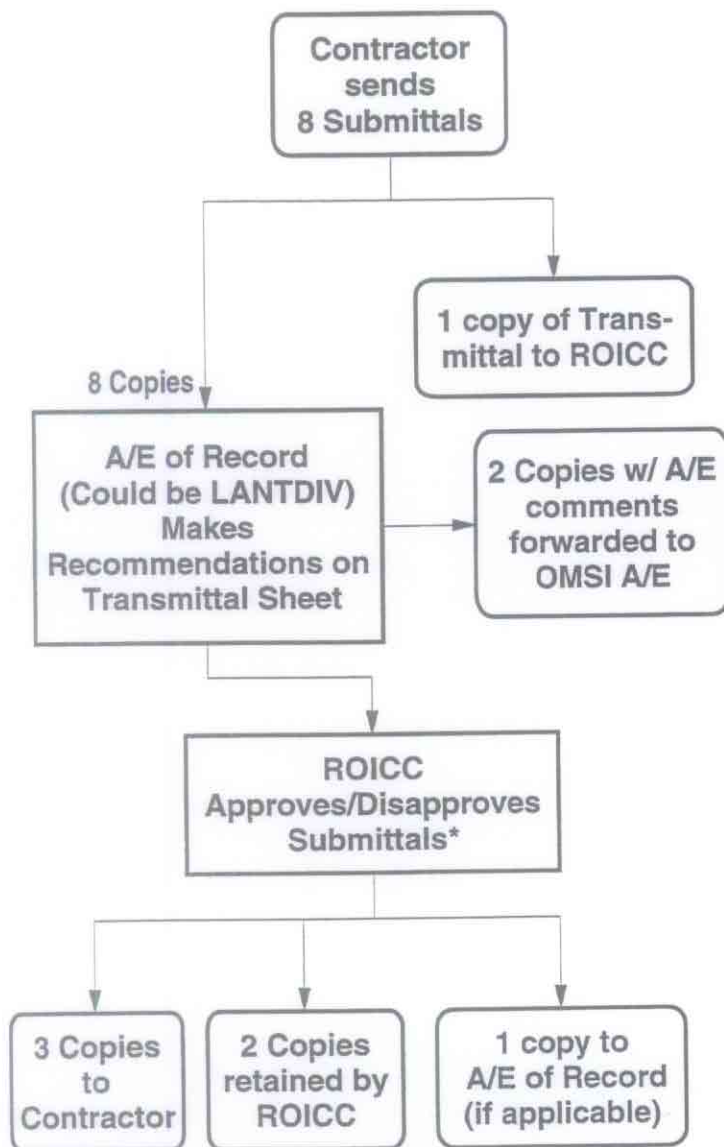 Contractor
sends
8 Submittals
1 copy of Trans-
mittal to ROICC
8 Copies
A/E of Record
(Could be LANTDIV)
Makes
Recommendations on
Transmittal Sheet
2 Copies w/ A/E
comments
forwarded to
OMSI A/E
ROICC
Approves/Disapproves
Submittals*
3 Copies
to
Contractor
2 Copies
retained by
ROICC
1 copy to
A/E of Record
(if applicable)